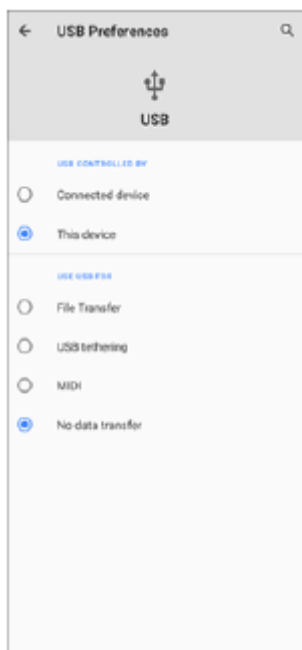 USB Preferences
USB
USB CONTROLLED BY
Connected device
This device
USE USB FOR
File Transfer
USB tethering
MIDI
No data transfer